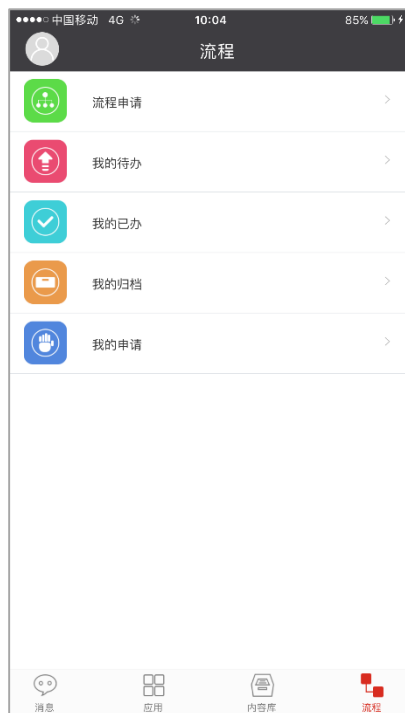 中国移动 4G 10:04 85%
流程
流程申请
我的待办
我的已办
我的归档
我的申请
消息 应用 内容库 流程